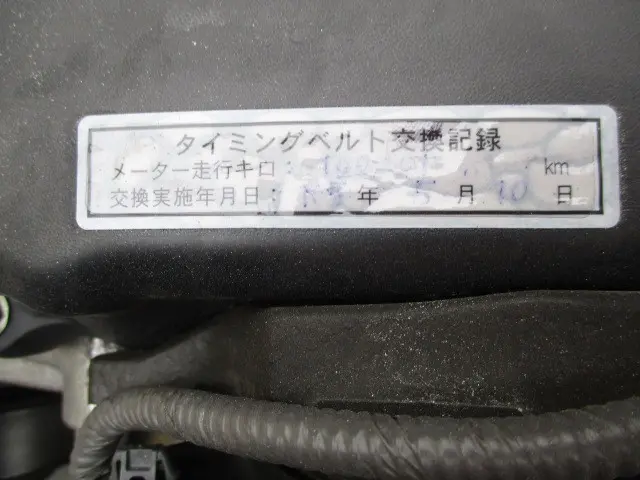 タイミングベルト交換記録
メーター走行キロ： km
交換実施年月日： 年 5 月 10 日